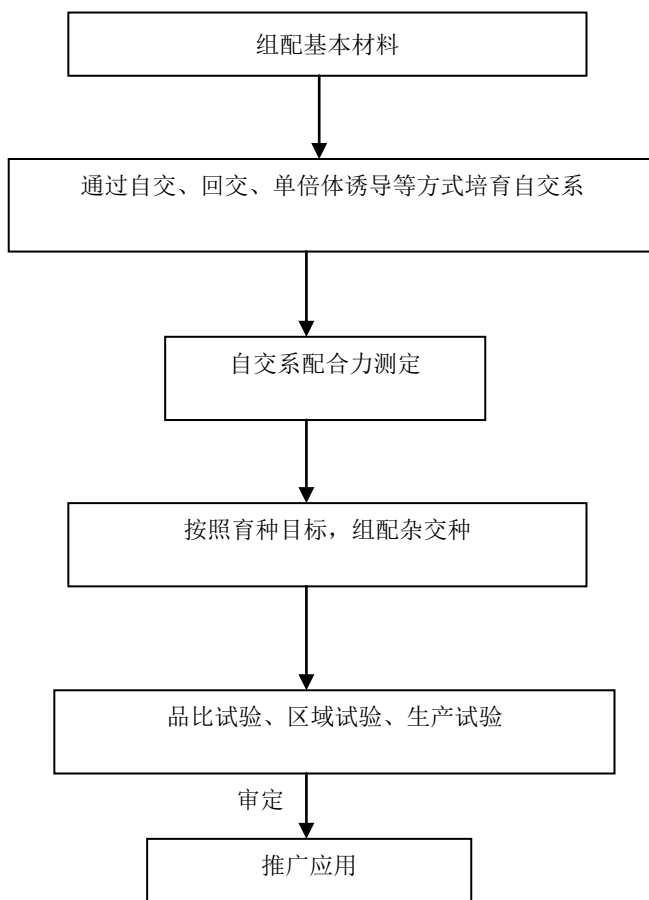 组配基本材料
通过自交、回交、单倍体诱导等方式培育自交系
自交系配合力测定
按照育种目标，组配杂交种
品比试验、区域试验、生产试验
审定
推广应用